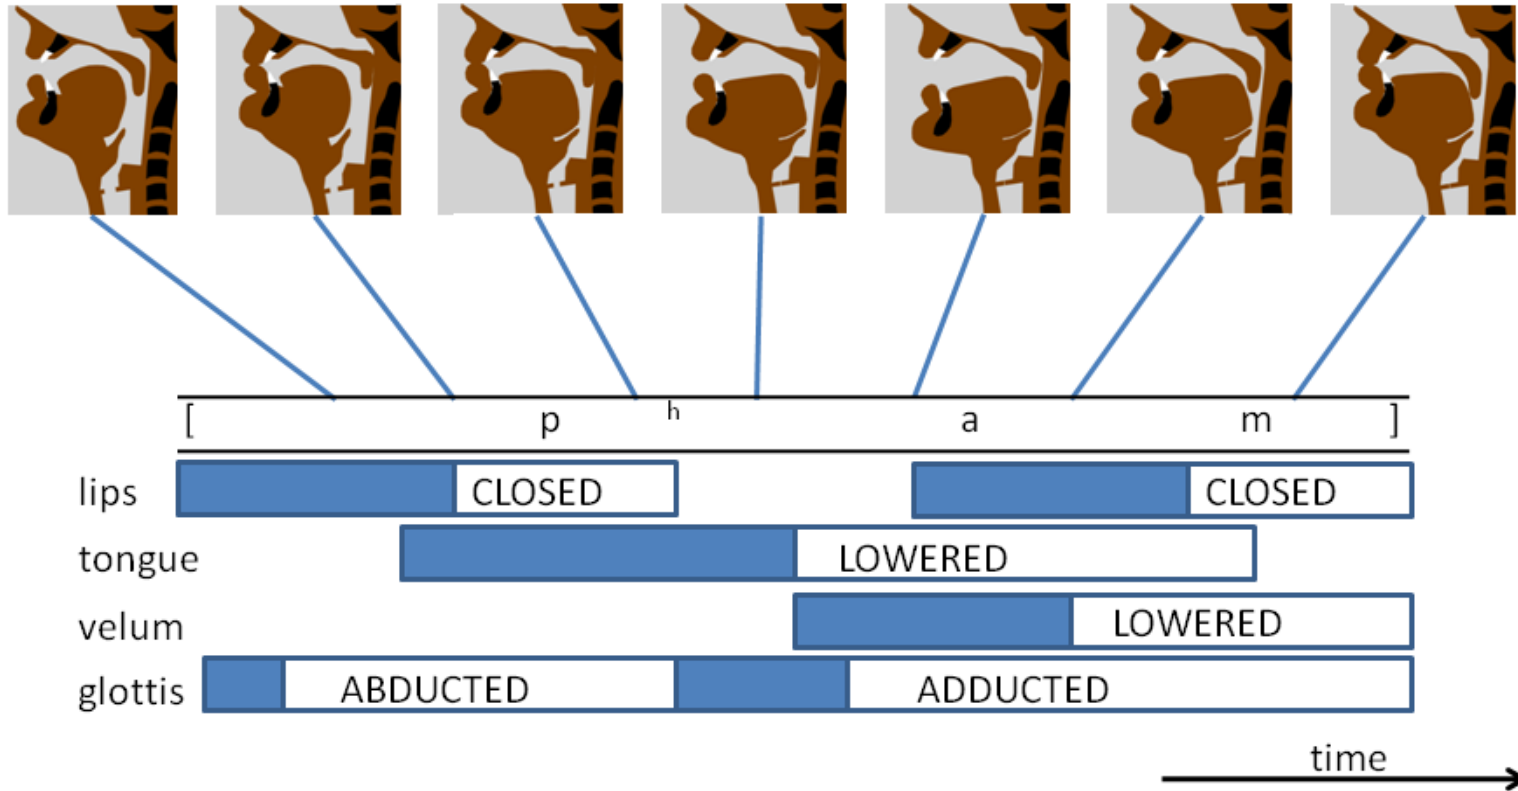 [ p ʰ a m ]
lips CLOSED CLOSED
tongue LOWERED
velum LOWERED
glottis ABDUCTED ADDUCTED
time